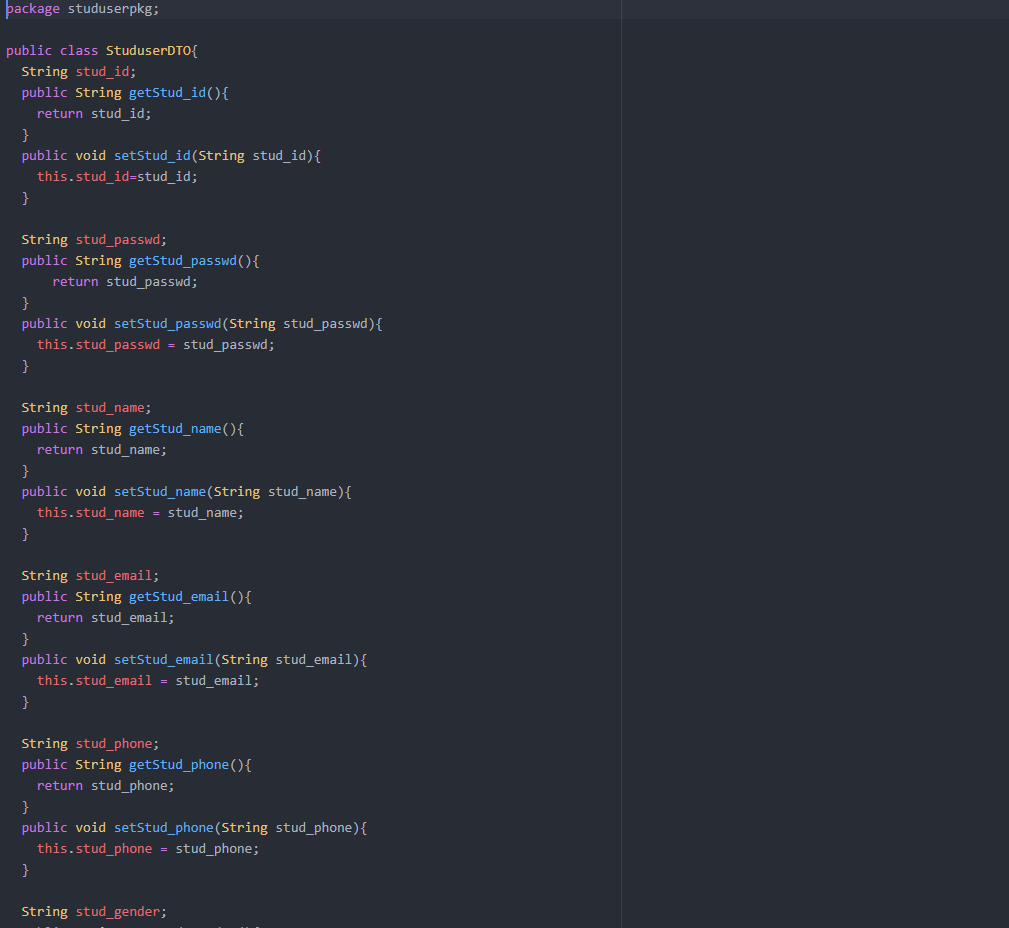 package studuserpkg;
public class StuduserDTO{
String stud_id;
public String getStud_id(){
return stud_id;
}
public void setStud_id(String stud_id){
this.stud_id=stud_id;
}
String stud_passwd;
public String getStud_passwd(){
return stud_passwd;
}
public void setStud_passwd(String stud_passwd){
this.stud_passwd = stud_passwd;
}
String stud_name;
public String getStud_name(){
return stud_name;
}
public void setStud_name(String stud_name){
this.stud_name = stud_name;
}
String stud_email;
public String getStud_email(){
return stud_email;
}
public void setStud_email(String stud_email){
this.stud_email = stud_email;
}
String stud_phone;
public String getStud_phone(){
return stud_phone;
}
public void setStud_phone(String stud_phone){
this.stud_phone = stud_phone;
}
String stud_gender;